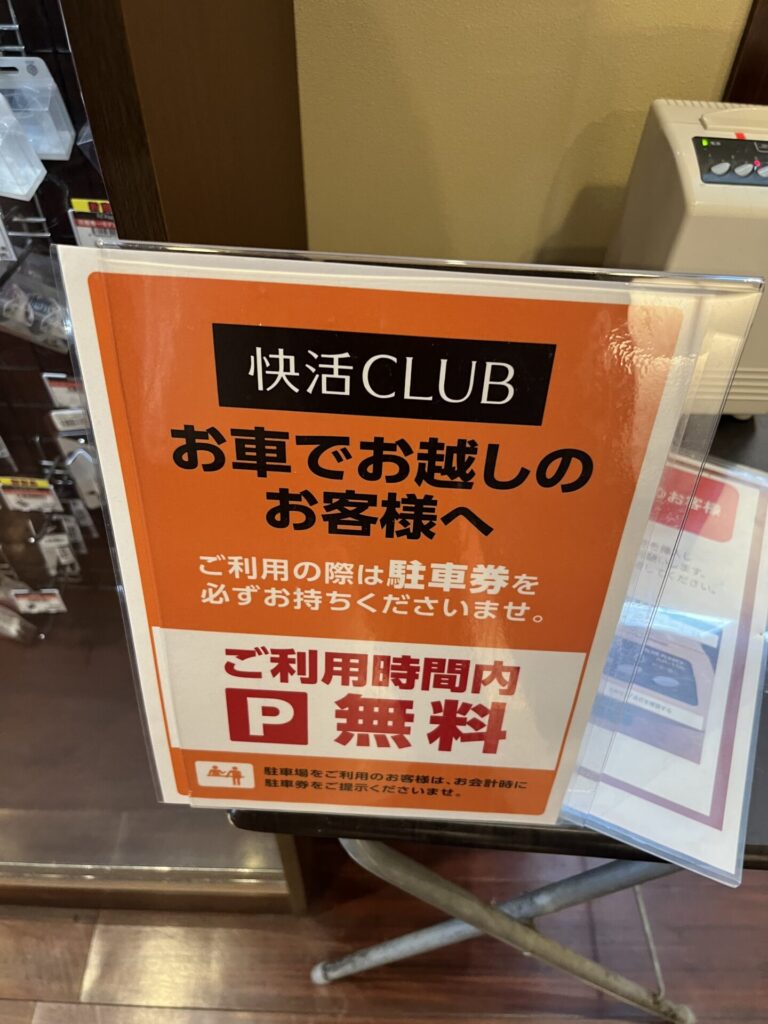 快活CLUB
お車でお越しの
お客様へ
ご利用の際は駐車券を
必ずお持ちくださいませ。
ご利用時間内
P 無料
駐車場をご利用のお客様は、お会計時に
駐車券をご提示くださいませ。
のお客様